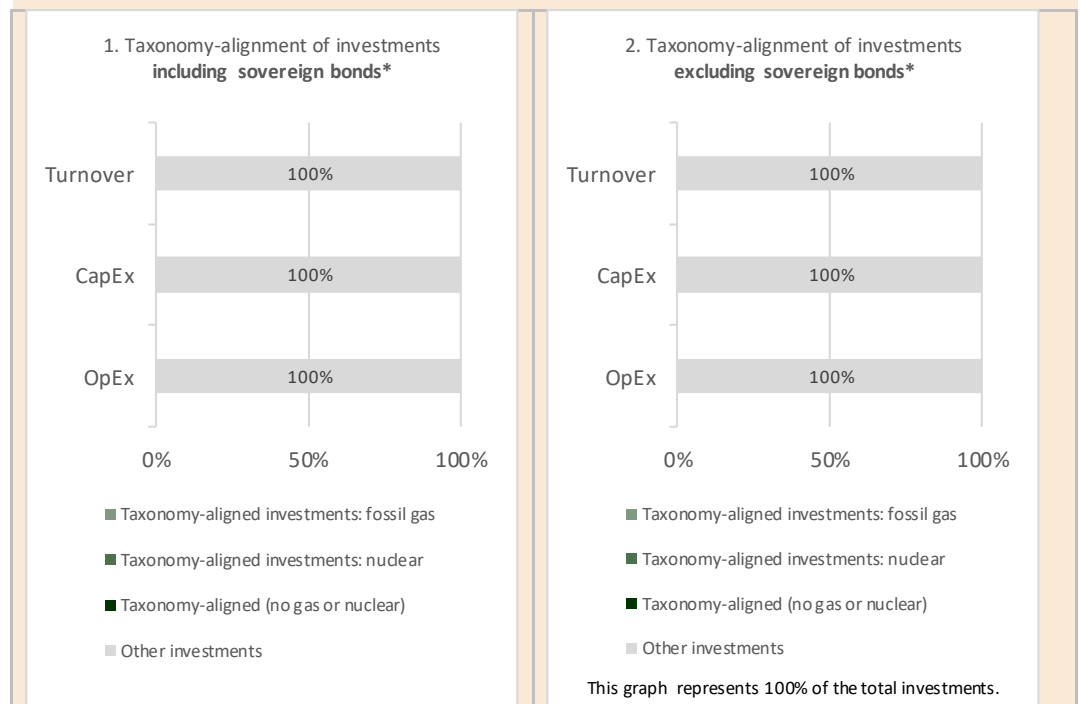 1. Taxonomy-alignment of investments
including sovereign bonds*
Turnover
100%
CapEx
100%
OpEx
100%
0%
50%
100%
Taxonomy-aligned investments: fossil gas
Taxonomy-aligned investments: nuclear
Taxonomy-aligned (no gas or nuclear)
Other investments
2. Taxonomy-alignment of investments
excluding sovereign bonds*
Turnover
100%
CapEx
100%
OpEx
100%
0%
50%
100%
Taxonomy-aligned investments: fossil gas
Taxonomy-aligned investments: nuclear
Taxonomy-aligned (no gas or nuclear)
Other investments
This graph represents 100% of the total investments.